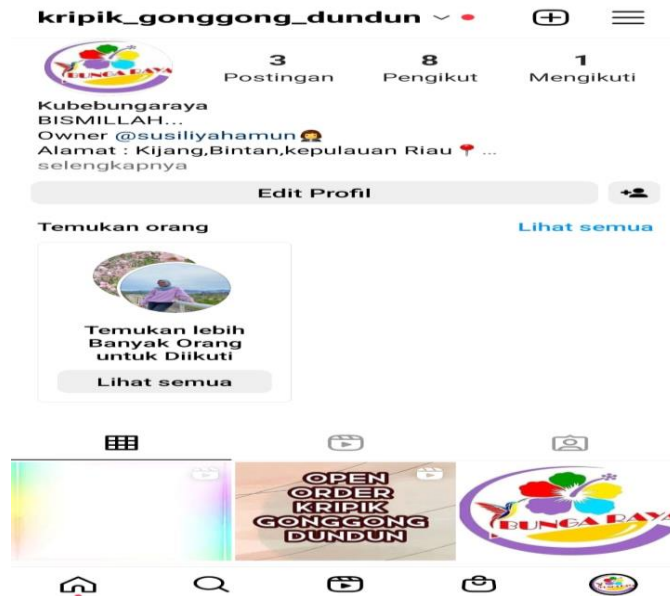 kripik_gonggong_dundun
BUNGA RAYA
3
Postingan
8
Pengikut
1
Mengikuti
Kubebungaraya
BISMILLAH...
Owner @susiliyahamun
Alamat : Kijang,Bintan,kepulauan Riau 📍 ...
selengkapnya
Edit Profil
Temukan orang
Lihat semua
Temukan lebih
Banyak Orang
untuk Diikuti
Lihat semua
OPEN
ORDER
KRIPIK
GONGGONG
DUNDUN
BUNGA RAYA